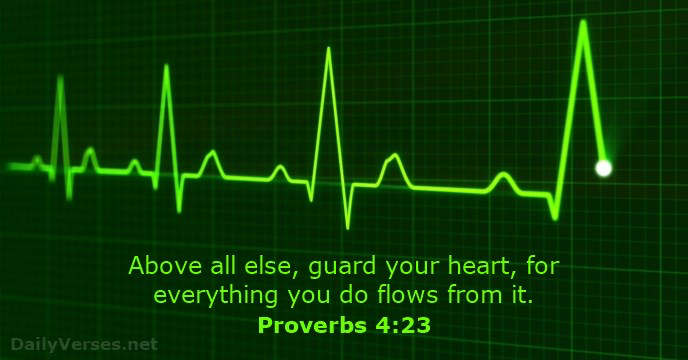 Above all else, guard your heart, for
everything you do flows from it.
Proverbs 4:23
DailyVerses.net